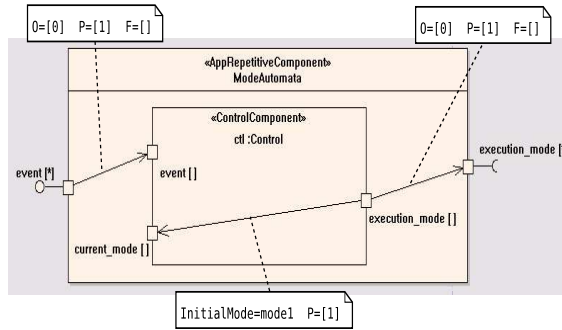 O=[0] P=[1] F=[]
O=[0] P=[1] F=[]
«AppRepetitiveComponent»
ModeAutomata
«ControlComponent»
ctl :Control
execution_mode [
event [*]
event [ ]
execution_mode [ ]
current_mode [ ]
InitialMode=mode1 P=[1]